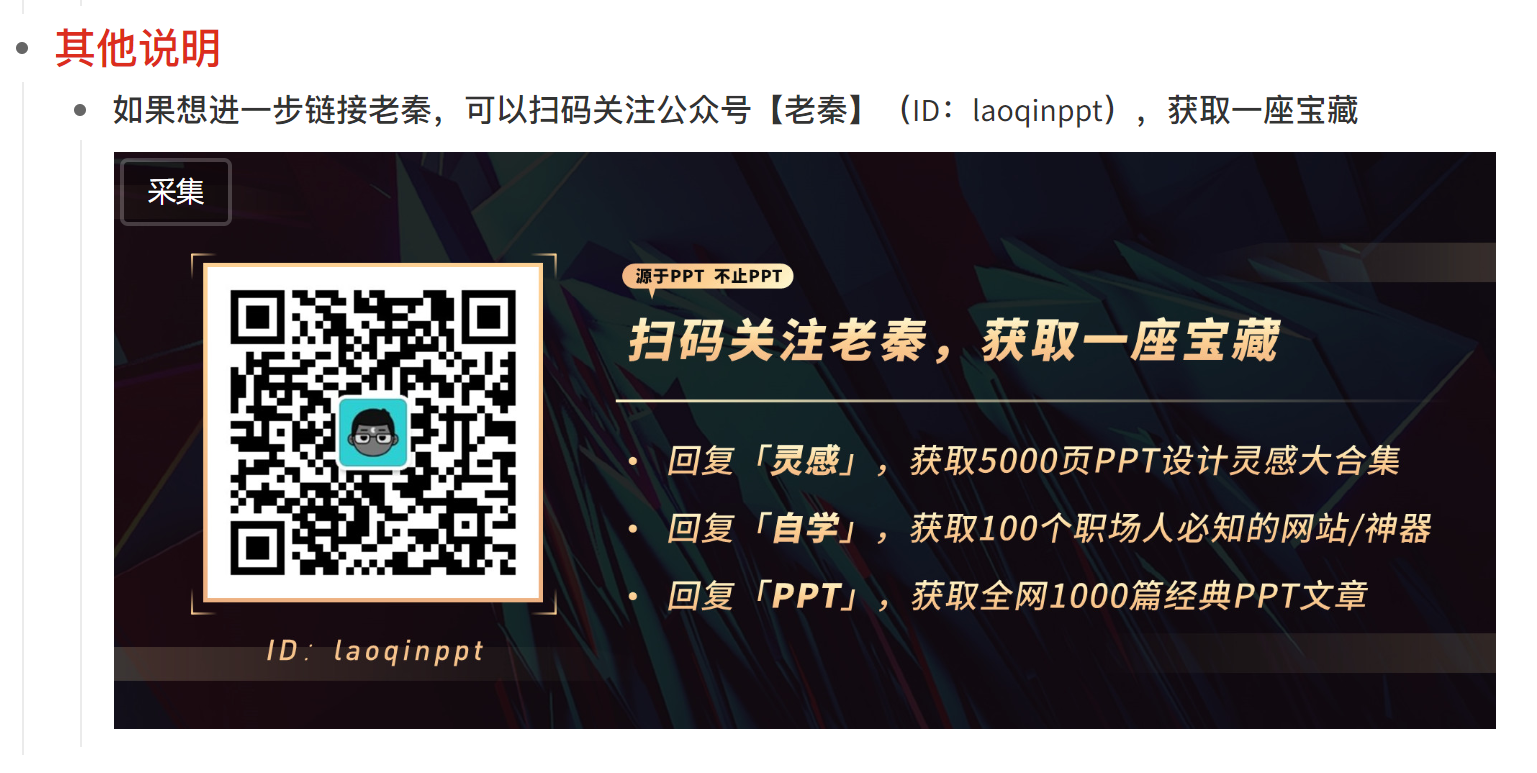 其他说明
如果想进一步链接老秦，可以扫码关注公众号【老秦】（ID：laoqinppt），获取一座宝藏
采集
源于PPT 不止PPT
扫码关注老秦，获取一座宝藏
• 回复「灵感」，获取5000页PPT设计灵感大合集
• 回复「自学」，获取100个职场人必知的网站/神器
• 回复「PPT」，获取全网1000篇经典PPT文章
ID：laoqinppt